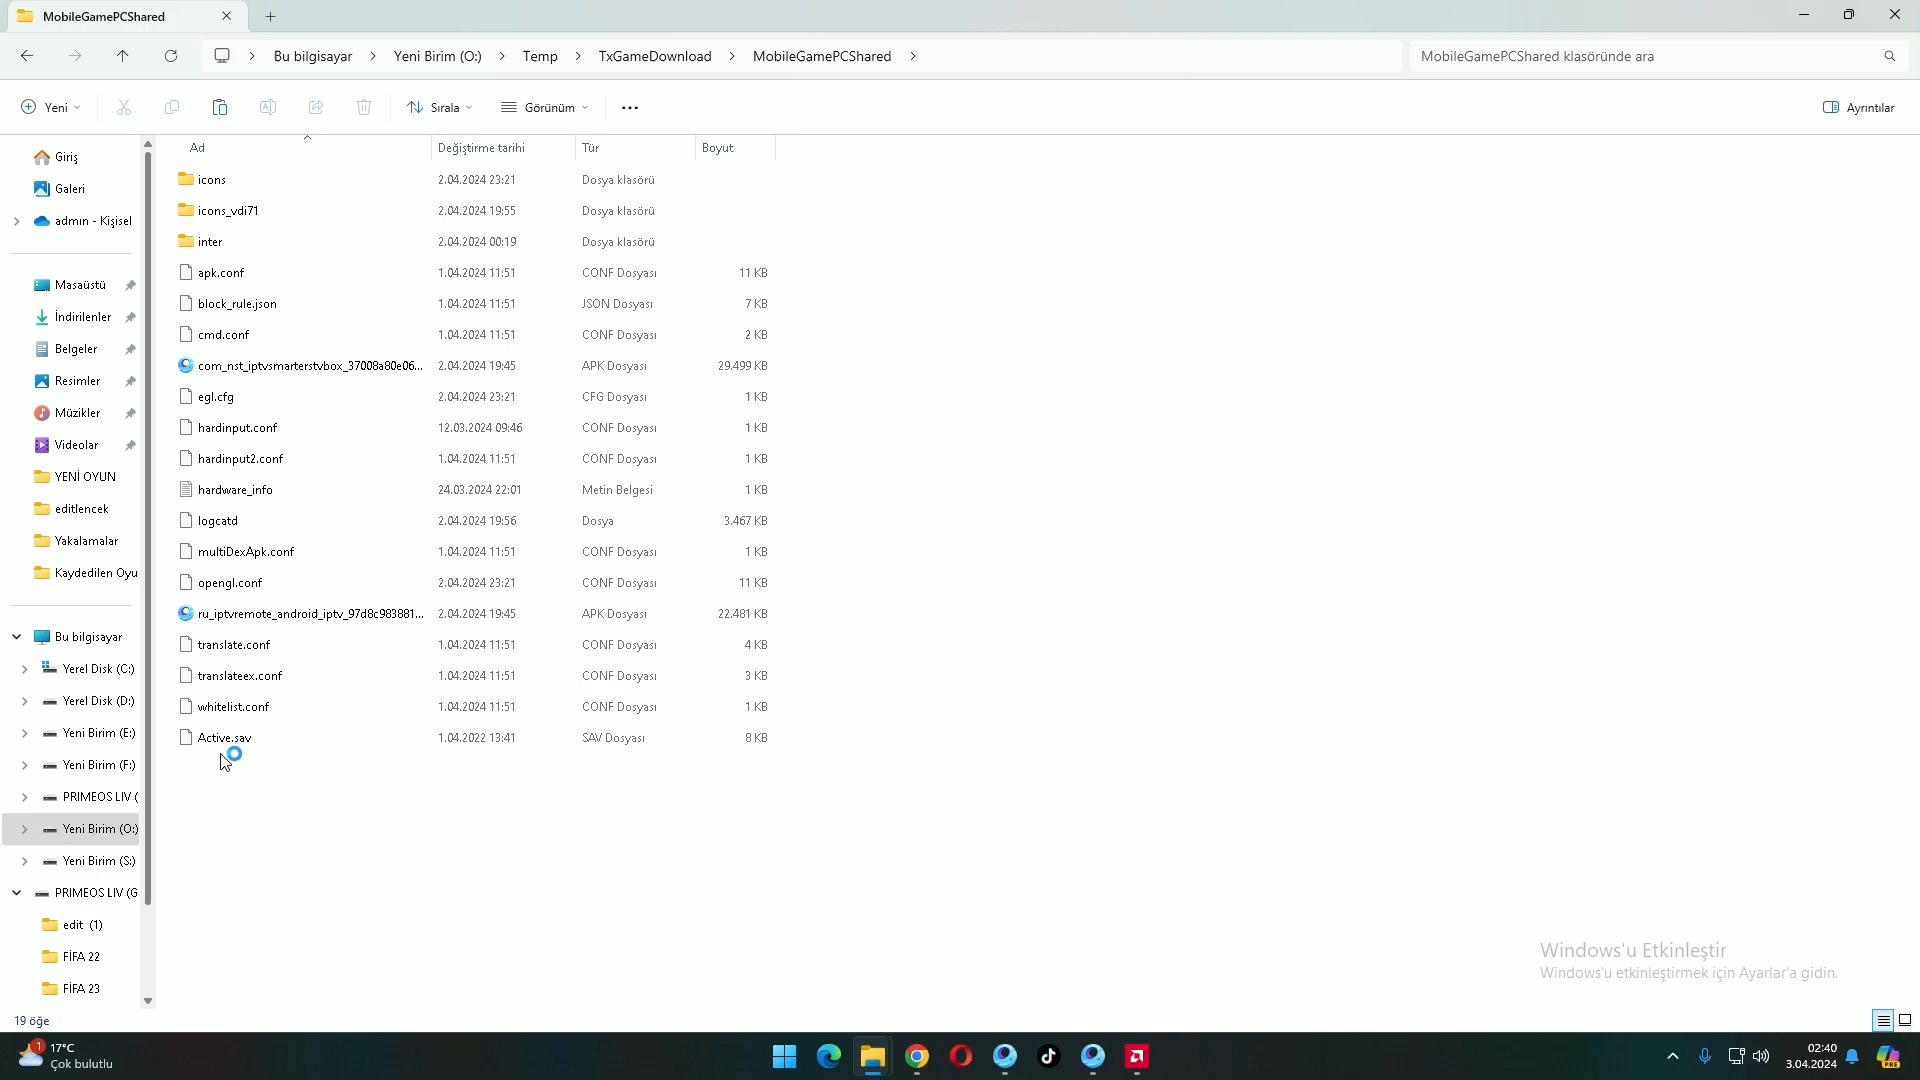 MobileGamePCShared
Bu bilgisayar > Yeni Birim (O:) > Temp > TxGameDownload > MobileGamePCShared >
MobileGamePCShared klasöründe ara
Yeni
Sırala
Görünüm
Ayrıntılar
Ad Değiştirme tarihi Tür Boyut
icons 2.04.2024 23:21 Dosya klasörü
icons_vdi71 2.04.2024 19:55 Dosya klasörü
inter 2.04.2024 00:19 Dosya klasörü
apk.conf 1.04.2024 11:51 CONF Dosyası 11 KB
block_rule.json 1.04.2024 11:51 JSON Dosyası 7 KB
cmd.conf 1.04.2024 11:51 CONF Dosyası 2 KB
com_nst_iptvsmarterstvbox_37008a80e06... 2.04.2024 19:45 APK Dosyası 29.499 KB
egl.cfg 2.04.2024 23:21 CFG Dosyası 1 KB
hardinput.conf 12.03.2024 09:46 CONF Dosyası 1 KB
hardinput2.conf 1.04.2024 11:51 CONF Dosyası 1 KB
hardware_info 24.03.2024 22:01 Metin Belgesi 1 KB
logcatd 2.04.2024 19:56 Dosya 3.467 KB
multiDexApk.conf 1.04.2024 11:51 CONF Dosyası 1 KB
opengl.conf 2.04.2024 23:21 CONF Dosyası 11 KB
ru_iptvremote_android_iptv_97d8c983881... 2.04.2024 19:45 APK Dosyası 22.481 KB
translate.conf 1.04.2024 11:51 CONF Dosyası 4 KB
translateex.conf 1.04.2024 11:51 CONF Dosyası 3 KB
whitelist.conf 1.04.2024 11:51 CONF Dosyası 1 KB
Active.sav 1.04.2022 13:41 SAV Dosyası 8 KB
Giriş
Galeri
admin - Kişisel
Masaüstü
İndirilenler
Belgeler
Resimler
Müzikler
Videolar
YENİ OYUN
editlencek
Yakalamalar
Kaydedilen Oyu
Bu bilgisayar
Yerel Disk (C:)
Yerel Disk (D:)
Yeni Birim (E:)
Yeni Birim (F:)
PRIMEOS LIV (
Yeni Birim (O:)
Yeni Birim (S:)
PRIMEOS LIV (G
edit (1)
FİFA 22
FİFA 23
Windows'u Etkinleştir
Windows'u etkinleştirmek için Ayarlar'a gidin.
19 öğe
1
17°C
Çok bulutlu
02:40
3.04.2024
PRE